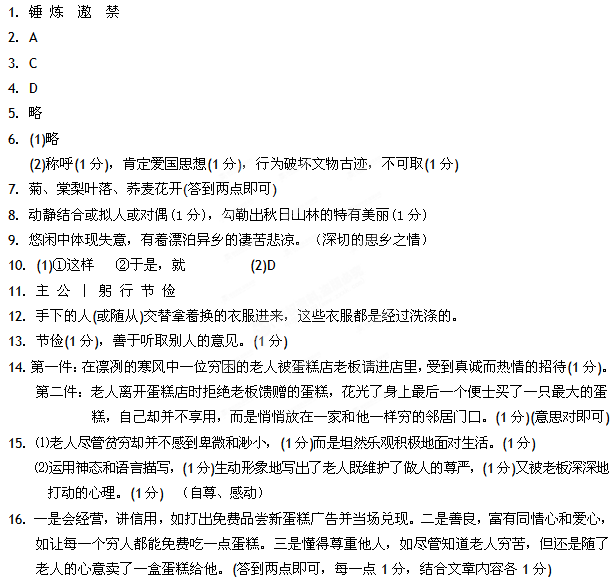 1. 锤 炼 遨 禁
2. A
3. C
4. D
5. 略
6. (1)略
(2)称呼(1分)，肯定爱国思想(1分)，行为破坏文物古迹，不可取(1分)
7. 菊、棠梨叶落、荞麦花开(答到两点即可)
8. 动静结合或拟人或对偶(1分)，勾勒出秋日山林的特有美丽(1分)
9. 悠闲中体现失意，有着漂泊异乡的凄苦悲凉。（深切的思乡之情）
10. (1)①这样 ②于是，就 (2)D
11. 主 公 ｜ 躬 行 节 俭
12. 手下的人(或随从)交替拿着换的衣服进来，这些衣服都是经过洗涤的。
13. 节俭(1分)，善于听取别人的意见。(1分)
14. 第一件：在凛冽的寒风中一位穷困的老人被蛋糕店老板请进店里，受到真诚而热情的招待(1分)。
第二件：老人离开蛋糕店时拒绝老板馈赠的蛋糕，花光了身上最后一个便士买了一只最大的蛋
糕，自己却并不享用，而是悄悄放在一家和他一样穷的邻居门口。(1分)(意思对即可)
15. ⑴老人尽管贫穷却并不感到卑微和渺小，(1分)而是坦然乐观积极地面对生活。(1分)
⑵运用神态和语言描写，(1分)生动形象地写出了老人既维护了做人的尊严，(1分)又被老板深深地
打动的心理。(1分) （自尊、感动）
16. 一是会经营，讲信用，如打出免费品尝新蛋糕广告并当场兑现。二是善良，富有同情心和爱心，
如让每一个穷人都能免费吃一点蛋糕。三是懂得尊重他人，如尽管知道老人穷苦，但还是随了
老人的心意卖了一盒蛋糕给他。(答到两点即可，每一点1分，结合文章内容各1分)